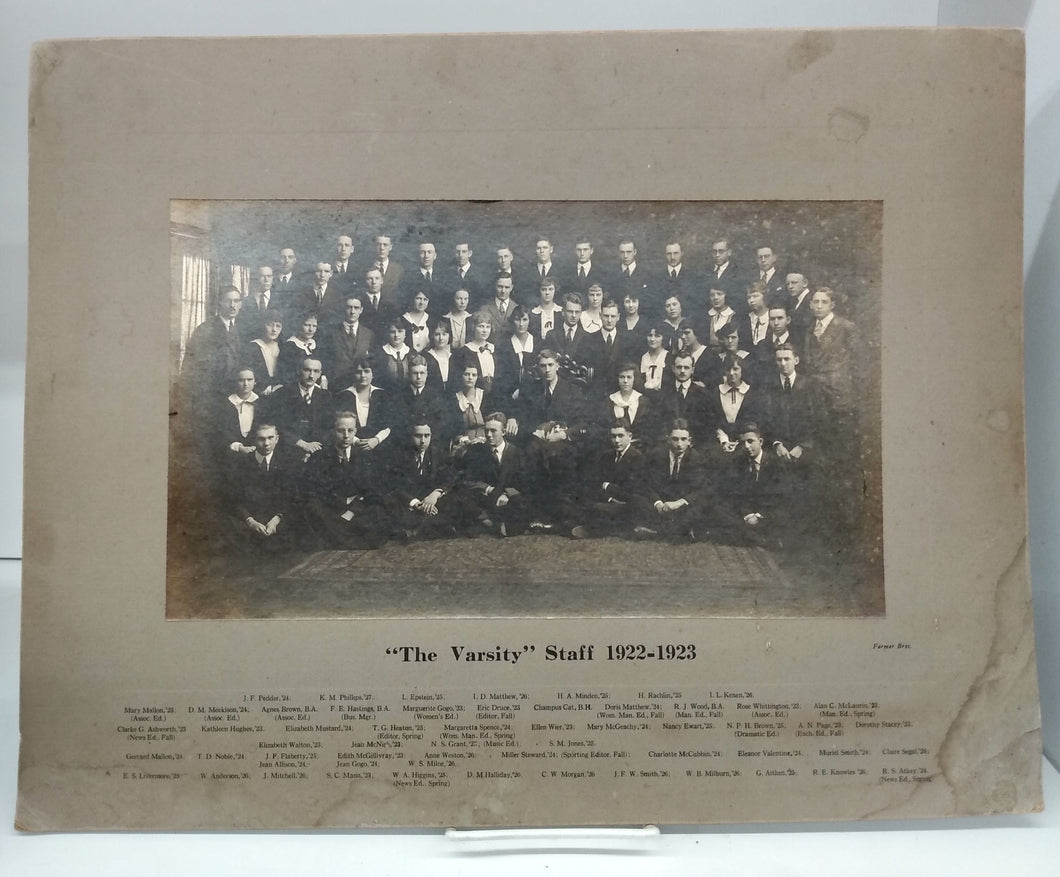 "The Varsity" Staff 1922-1923
Farmer Bros.
J. F. Pedder, '24; K. M. Phillips, '27. L. Epstein, '25, I. D. Matthew, '26; H. A. Minden, '25; H. Rachlin, '25 I. L. Kenen, '26.
Mary Mallon, '23; D. M. Meekison, '24; Agnes Brown, B.A. F. E. Hastings, B.A. Marguerite Gogo, '23; Eric Druce, '23 Champus Cat, B.H. Doris Matthew, '24; R. J. Wood, B.A. Rose Whittington, '23; Alan C. McLaurin, '23;
(Assoc. Ed.) (Assoc. Ed.) (Assoc. Ed.) (Bus. Mgr.) (Women's Ed.) (Editor, Fall) (Wom. Man. Ed., Fall) (Man. Ed., Fall) (Assoc. Ed.) (Man. Ed., Spring)
Clarke G. Ashworth, '23 Kathleen Hughes, '23. Elizabeth Mustard, '24; T. G. Heaton, '25; Margaretta Spence, '24; Ellen Wier, '23. Mary McGeachy, '24; Nancy Ewart, '25. N. P. H. Brown, '25, A. N. Page, '23; Dorothy Stacey, '25.
(News Ed., Fall) (Editor, Spring) (Wom. Man. Ed., Spring) (Dramatic Ed.) (Exch. Ed., Fall)
Elizabeth Walton, '23. Jean McNie', '23. N. S. Grant, '25, (Music Ed.) S. M. Jones, '25.
Gerrard Mallon, '24. T. D. Noble, '24, J. F. Flaherty, '25; Edith McGillivray, '23; Anne Weston, '26; Miller Steward, '24; (Sporting Editor, Fall); Charlotte McCubbin, '24; Eleanor Valentine, '24, Muriel Smith, '24; Claire Segal, '24;
Jean Allison, '24; Jean Gogo, '24; W. S. Milne, '26.
E. S. Livermore, '25; W. Anderson, '26; J. Mitchell, '26; S. C. Mann, '23, W. A. Higgins, '23 D. M. Halliday, '26; C. W. Morgan, '26 J. F. W. Smith, '26; W. B. Milburn, '26; G. Aitken, '25. R. E. Knowles '26. R. S. Atkey, '24,
(News Ed., Spring) (News Ed., Spring